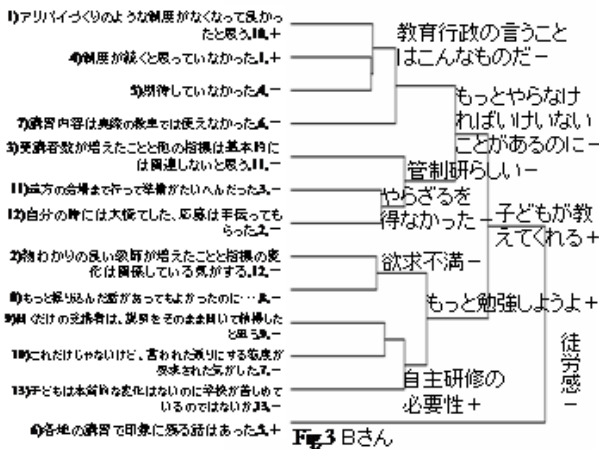 1)アリバイづくりのような制度がなくなって良かっ
たと思う.10.+
4)制度が続くと思っていなかった.1.+
5)期待していなかった.4.−
7)講習内容は実際の教室では使えなかった.6.−
3)受講者数が増えたことと他の指標は基本的に
は関連しないと思う.11.−
11)遠方の会場まで行って準備がたいへんだった.3.−
12)自分の時には大慌てした、応募は手伝っても
らった.2.−
2)物わかりの良い教師が増えたことと指標の変
化は関係している気がする.12.−
8)もっと掘り込んだ話があってもよかったのに…8.−
9)聞くだけの受講者は、説明をそのまま聞いて納得した
と思う.9.−
10)これだけじゃないけど、言われた通りにする態度が
要求された気がした.7.−
13)子どもは本質的な変化はないのに学校が苦しめて
いるのではないか.13.−
6)各地の講習で印象に残る話はあった.5.+
教育行政の言うこと
はこんなものだ−
もっとやらなけ
ればいけいない
ことがあるのに−
管制研らしい−
やらざるを
得なかった−
子どもが教
えてくれる+
欲求不満−
もっと勉強しようよ+
自主研修の
必要性+
徒労感−
Fig.3 Bさん